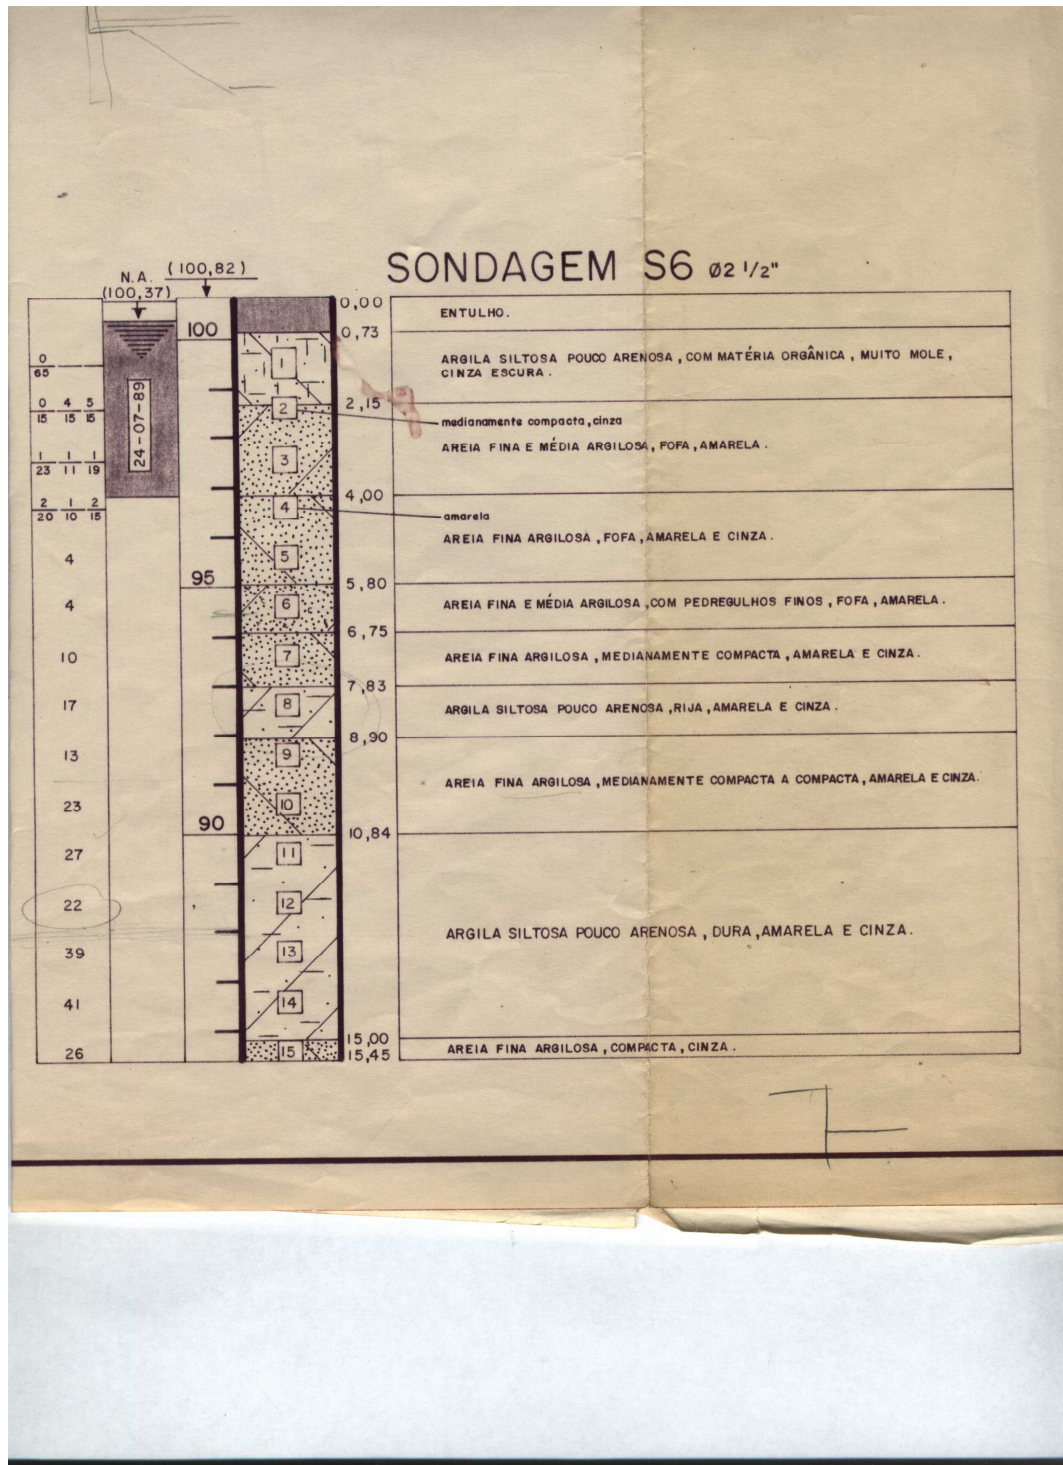 SONDAGEM S6 Ø2 1/2"
N.A.
(100,37)
(100,82)
0,00
ENTULHO.
100
0,73
1
ARGILA SILTOSA POUCO ARENOSA, COM MATÉRIA ORGÂNICA, MUITO MOLE,
CINZA ESCURA.
0/65
24-07-89
0/15 4/15 5/15
2
2,15
medianamente compacta, cinza
AREIA FINA E MÉDIA ARGILOSA, FOFA, AMARELA.
1/23 1/11 1/19
3
4,00
2/20 1/10 2/15
4
amarela
AREIA FINA ARGILOSA, FOFA, AMARELA E CINZA.
4
5
95
5,80
4
6
AREIA FINA E MÉDIA ARGILOSA, COM PEDREGULHOS FINOS, FOFA, AMARELA.
6,75
10
7
AREIA FINA ARGILOSA, MEDIANAMENTE COMPACTA, AMARELA E CINZA.
7,83
17
8
ARGILA SILTOSA POUCO ARENOSA, RIJA, AMARELA E CINZA.
8,90
13
9
AREIA FINA ARGILOSA, MEDIANAMENTE COMPACTA A COMPACTA, AMARELA E CINZA.
23
10
90
10,84
27
11
22
12
ARGILA SILTOSA POUCO ARENOSA, DURA, AMARELA E CINZA.
39
13
41
14
15,00
26
15
AREIA FINA ARGILOSA, COMPACTA, CINZA.
15,45